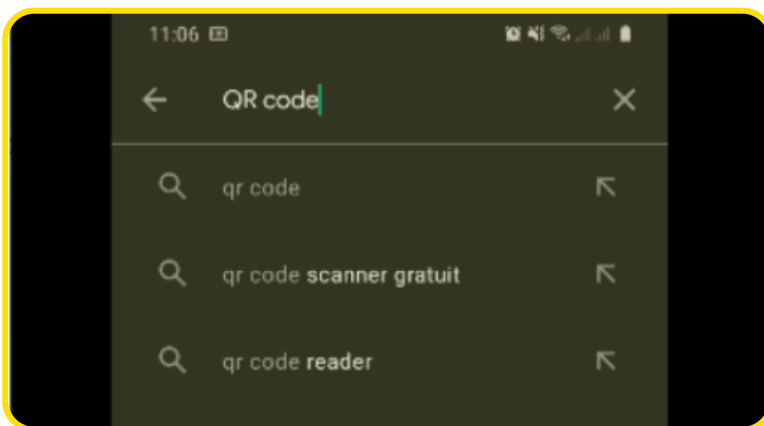 11:06
QR code
qr code
qr code scanner gratuit
qr code reader